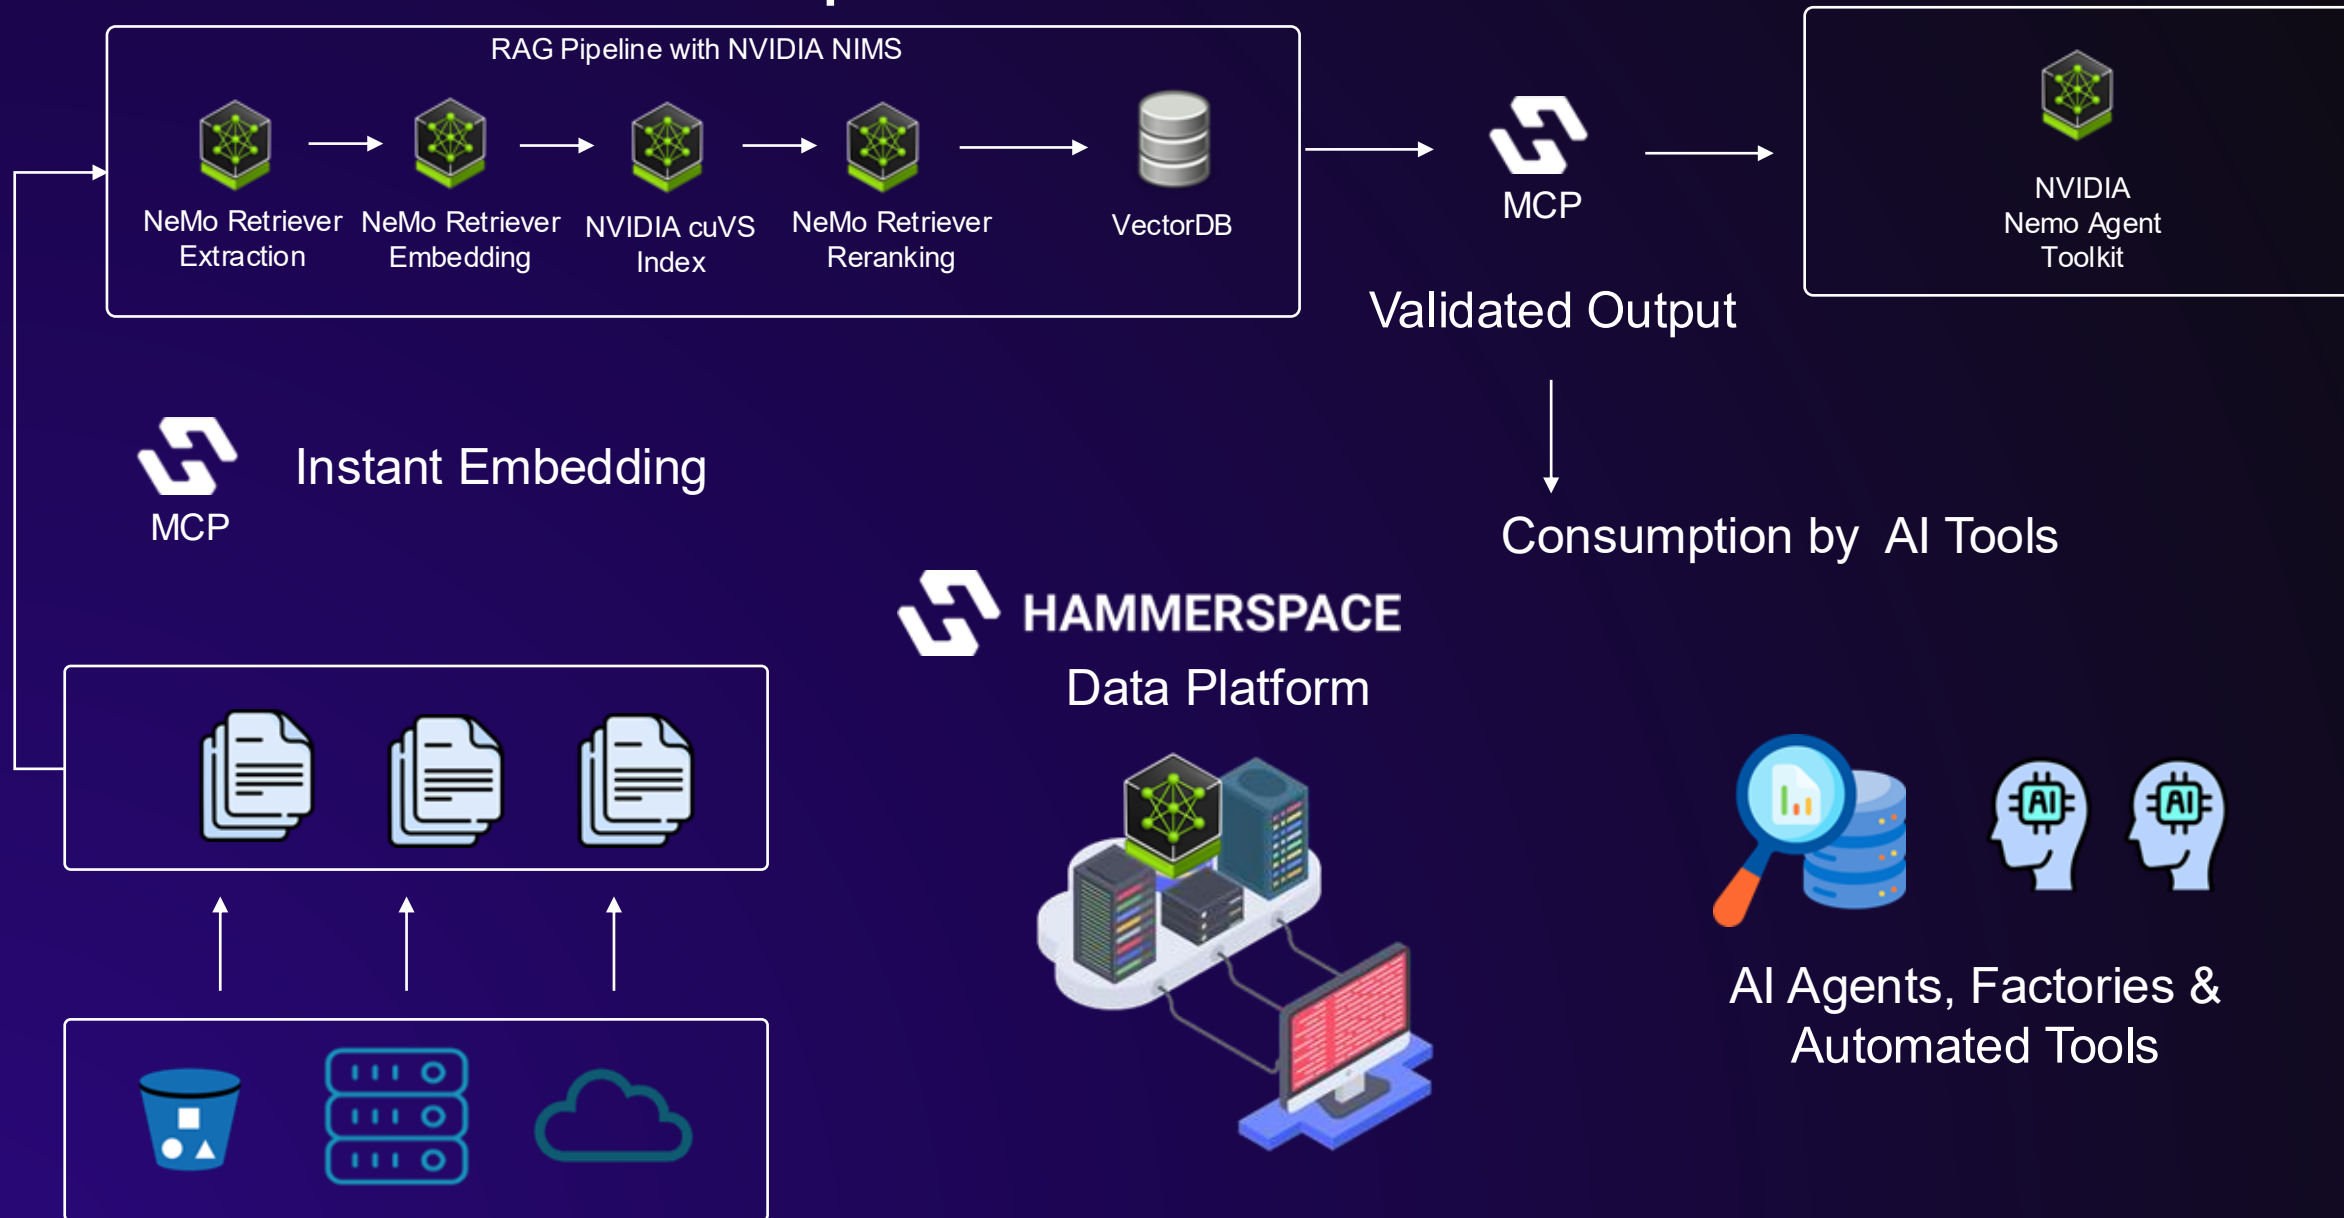 RAG Pipeline with NVIDIA NIMS
NeMo Retriever
Extraction
NeMo Retriever
Embedding
NVIDIA cuVS
Index
NeMo Retriever
Reranking
VectorDB
MCP
NVIDIA
Nemo Agent
Toolkit
Validated Output
Instant Embedding
MCP
Consumption by  AI Tools
HAMMERSPACE
Data Platform
AI
AI
AI Agents, Factories &
Automated Tools